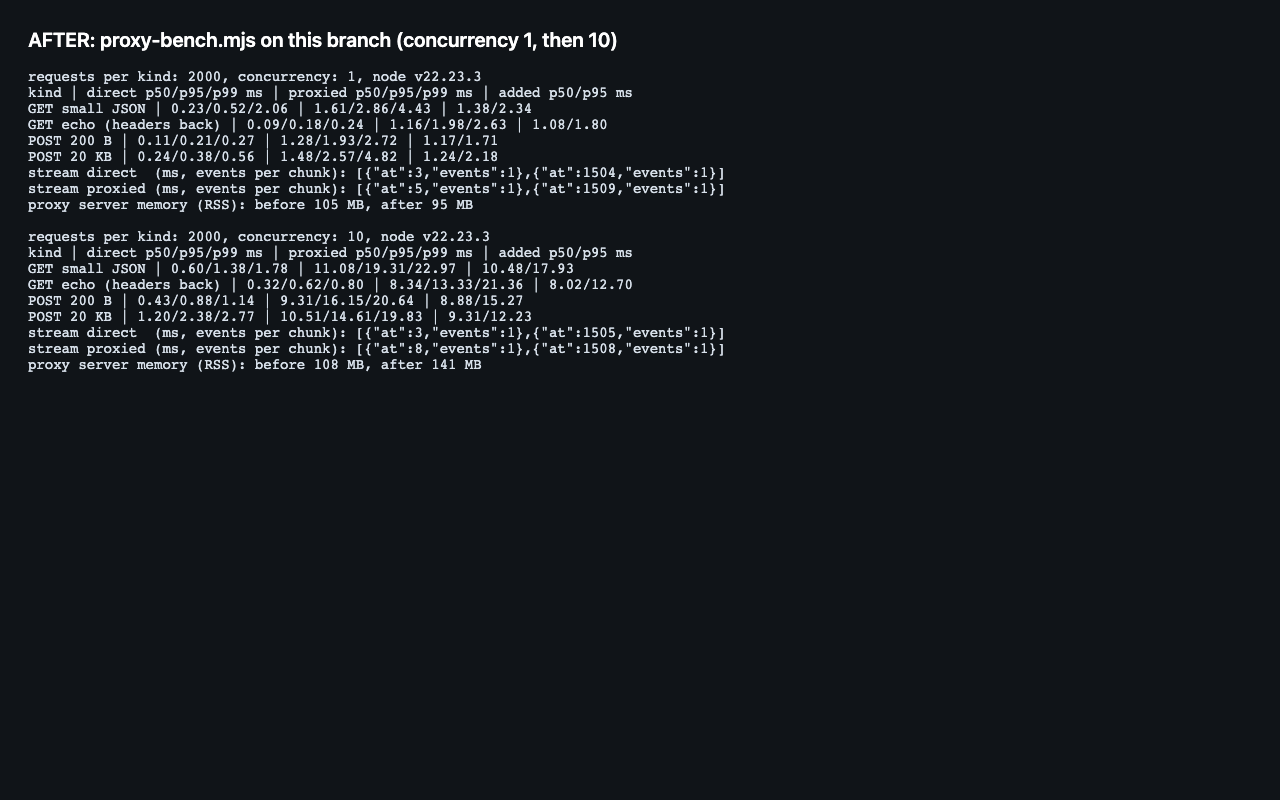 AFTER: proxy-bench.mjs on this branch (concurrency 1, then 10)
requests per kind: 2000, concurrency: 1, node v22.23.3
kind | direct p50/p95/p99 ms | proxied p50/p95/p99 ms | added p50/p95 ms
GET small JSON | 0.23/0.52/2.06 | 1.61/2.86/4.43 | 1.38/2.34
GET echo (headers back) | 0.09/0.18/0.24 | 1.16/1.98/2.63 | 1.08/1.80
POST 200 B | 0.11/0.21/0.27 | 1.28/1.93/2.72 | 1.17/1.71
POST 20 KB | 0.24/0.38/0.56 | 1.48/2.57/4.82 | 1.24/2.18
stream direct  (ms, events per chunk): [{"at":3,"events":1},{"at":1504,"events":1}]
stream proxied (ms, events per chunk): [{"at":5,"events":1},{"at":1509,"events":1}]
proxy server memory (RSS): before 105 MB, after 95 MB
requests per kind: 2000, concurrency: 10, node v22.23.3
kind | direct p50/p95/p99 ms | proxied p50/p95/p99 ms | added p50/p95 ms
GET small JSON | 0.60/1.38/1.78 | 11.08/19.31/22.97 | 10.48/17.93
GET echo (headers back) | 0.32/0.62/0.80 | 8.34/13.33/21.36 | 8.02/12.70
POST 200 B | 0.43/0.88/1.14 | 9.31/16.15/20.64 | 8.88/15.27
POST 20 KB | 1.20/2.38/2.77 | 10.51/14.61/19.83 | 9.31/12.23
stream direct  (ms, events per chunk): [{"at":3,"events":1},{"at":1505,"events":1}]
stream proxied (ms, events per chunk): [{"at":8,"events":1},{"at":1508,"events":1}]
proxy server memory (RSS): before 108 MB, after 141 MB